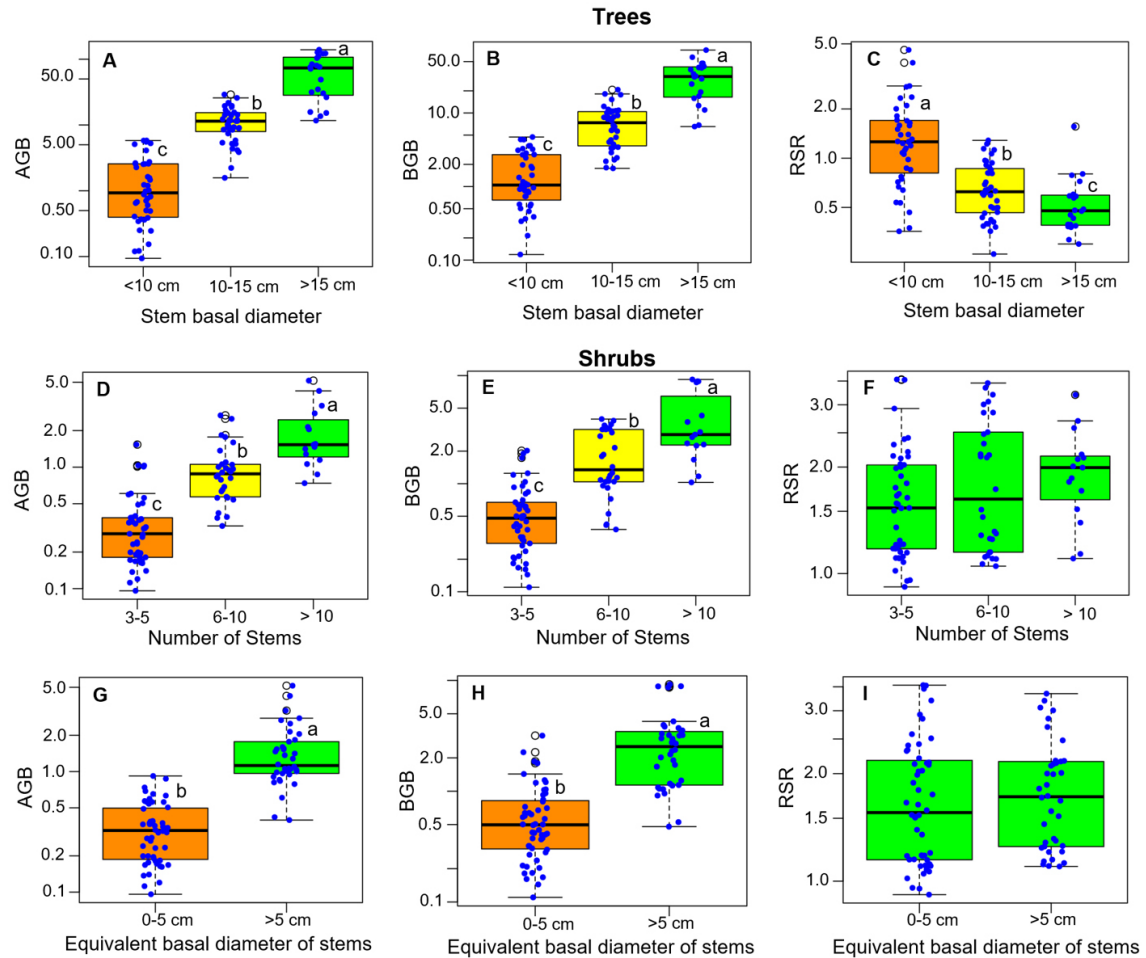 Trees
A
a
b
c
AGB
50.0
5.00
0.50
0.10
<10 cm 10-15 cm >15 cm
Stem basal diameter
B
a
b
c
BGB
50.0
10.0
2.00
0.50
0.10
<10 cm 10-15 cm >15 cm
Stem basal diameter
C
a
b
c
RSR
5.0
2.0
1.0
0.5
<10 cm 10-15 cm >15 cm
Stem basal diameter
Shrubs
D
a
b
c
AGB
5.0
2.0
1.0
0.5
0.2
0.1
3-5 6-10 > 10
Number of Stems
E
a
b
c
BGB
5.0
2.0
0.5
0.1
3-5 6-10 > 10
Number of Stems
F
RSR
3.0
2.0
1.5
1.0
3-5 6-10 > 10
Number of Stems
G
a
b
AGB
5.0
2.0
1.0
0.5
0.2
0.1
0-5 cm >5 cm
Equivalent basal diameter of stems
H
a
b
BGB
5.0
2.0
0.5
0.1
0-5 cm >5 cm
Equivalent basal diameter of stems
I
RSR
3.0
2.0
1.5
1.0
0-5 cm >5 cm
Equivalent basal diameter of stems